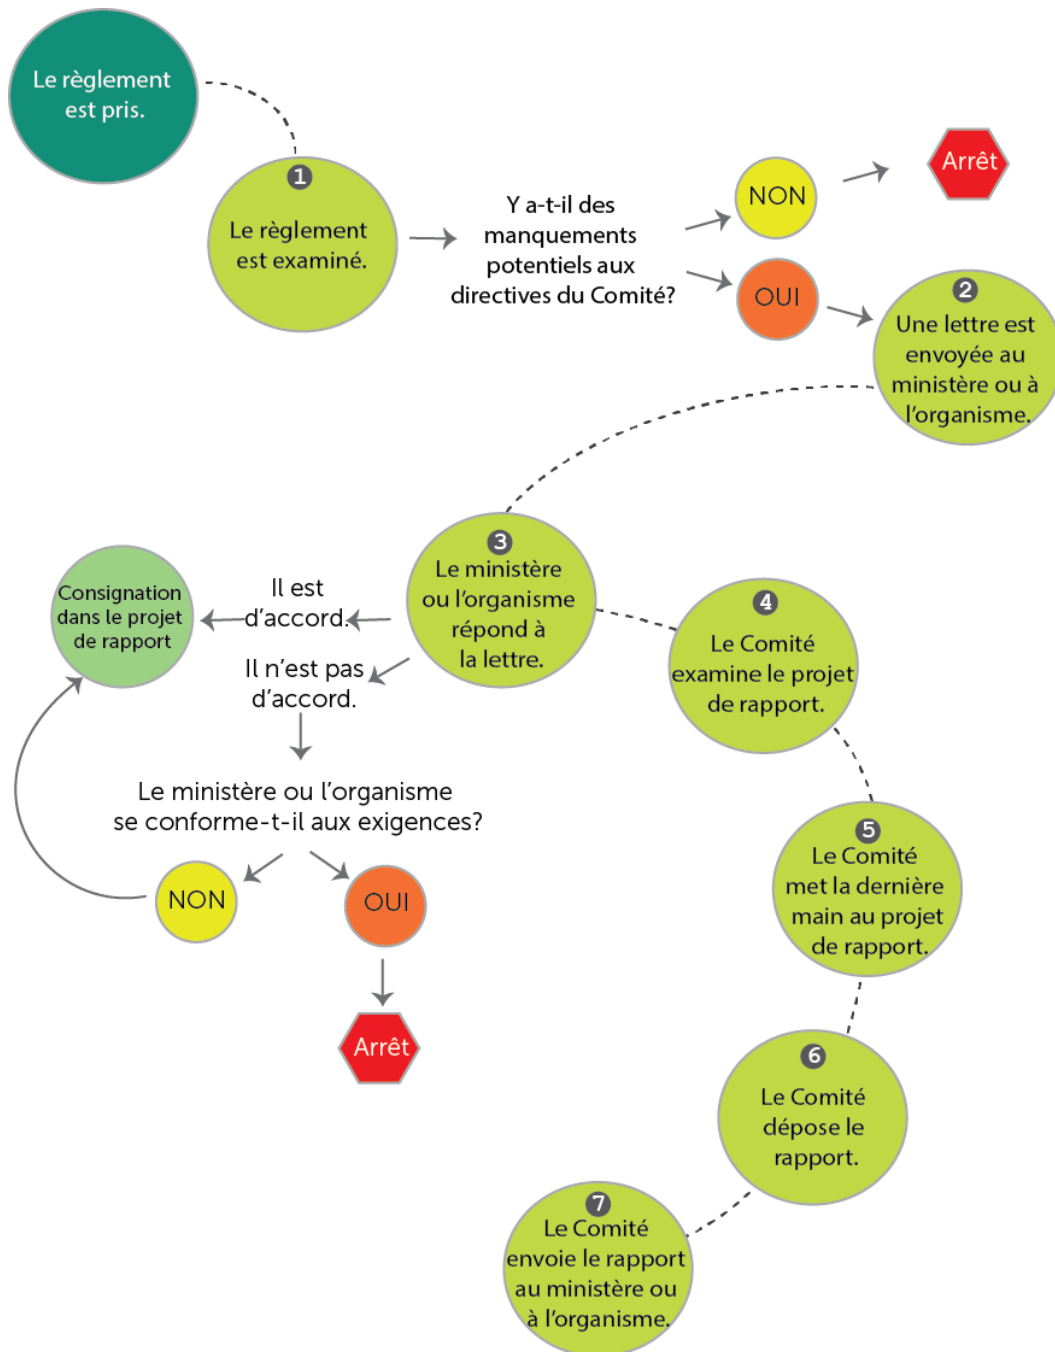 Le règlement
est pris.
1
Le règlement
est examiné.
Y a-t-il des
manquements
potentiels aux
directives du Comité?
NON
Arrêt
OUI
2
Une lettre est
envoyée au
ministère ou à
l'organisme.
3
Le ministère
ou l'organisme
répond à
la lettre.
Il est
d'accord.
Consignation
dans le projet
de rapport
Il n'est pas
d'accord.
Le ministère ou l'organisme
se conforme-t-il aux exigences?
NON
OUI
Arrêt
4
Le Comité
examine le projet
de rapport.
5
Le Comité
met la dernière
main au projet
de rapport.
6
Le Comité
dépose le
rapport.
7
Le Comité
envoie le rapport
au ministère ou
à l'organisme.